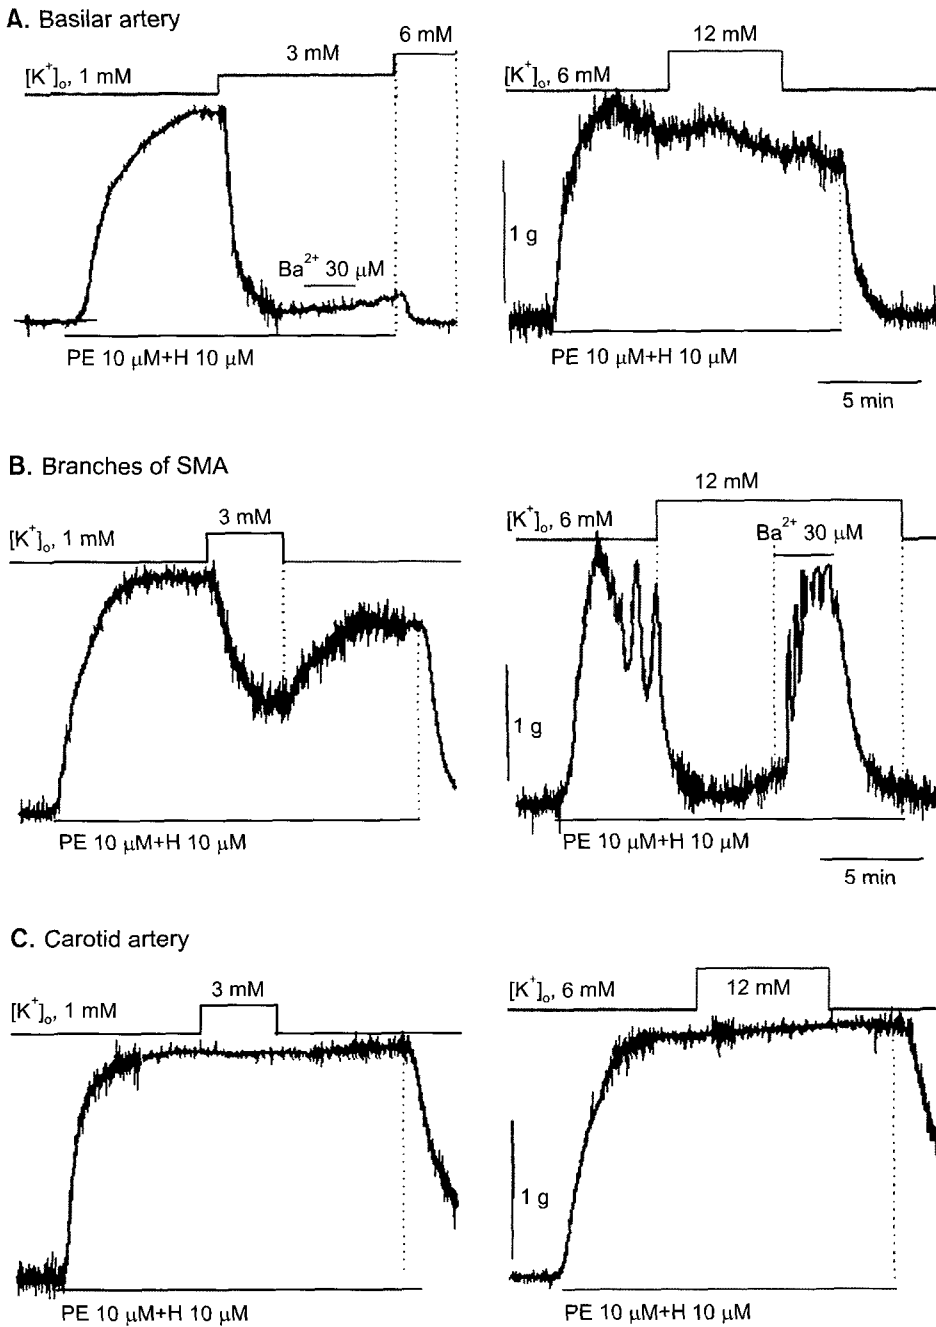 A. Basilar artery
[K⁺]ₒ, 1 mM
3 mM
6 mM
Ba²⁺ 30 μM
PE 10 μM+H 10 μM
[K⁺]ₒ, 6 mM
12 mM
1 g
PE 10 μM+H 10 μM
5 min
B. Branches of SMA
[K⁺]ₒ, 1 mM
3 mM
PE 10 μM+H 10 μM
[K⁺]ₒ, 6 mM
12 mM
Ba²⁺ 30 μM
1 g
PE 10 μM+H 10 μM
5 min
C. Carotid artery
[K⁺]ₒ, 1 mM
3 mM
PE 10 μM+H 10 μM
[K⁺]ₒ, 6 mM
12 mM
1 g
PE 10 μM+H 10 μM